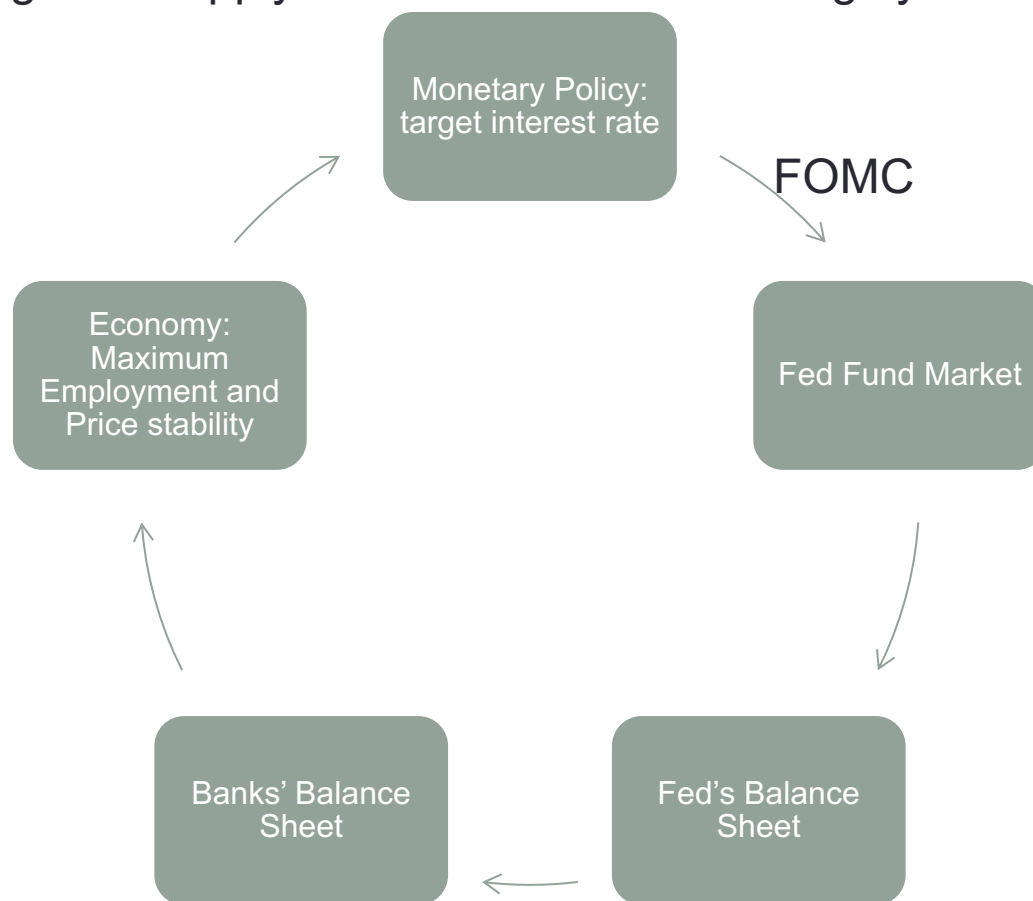 Monetary Policy:
target interest rate
FOMC
Economy:
Maximum
Employment and
Price stability
Fed Fund Market
Banks’ Balance
Sheet
Fed’s Balance
Sheet